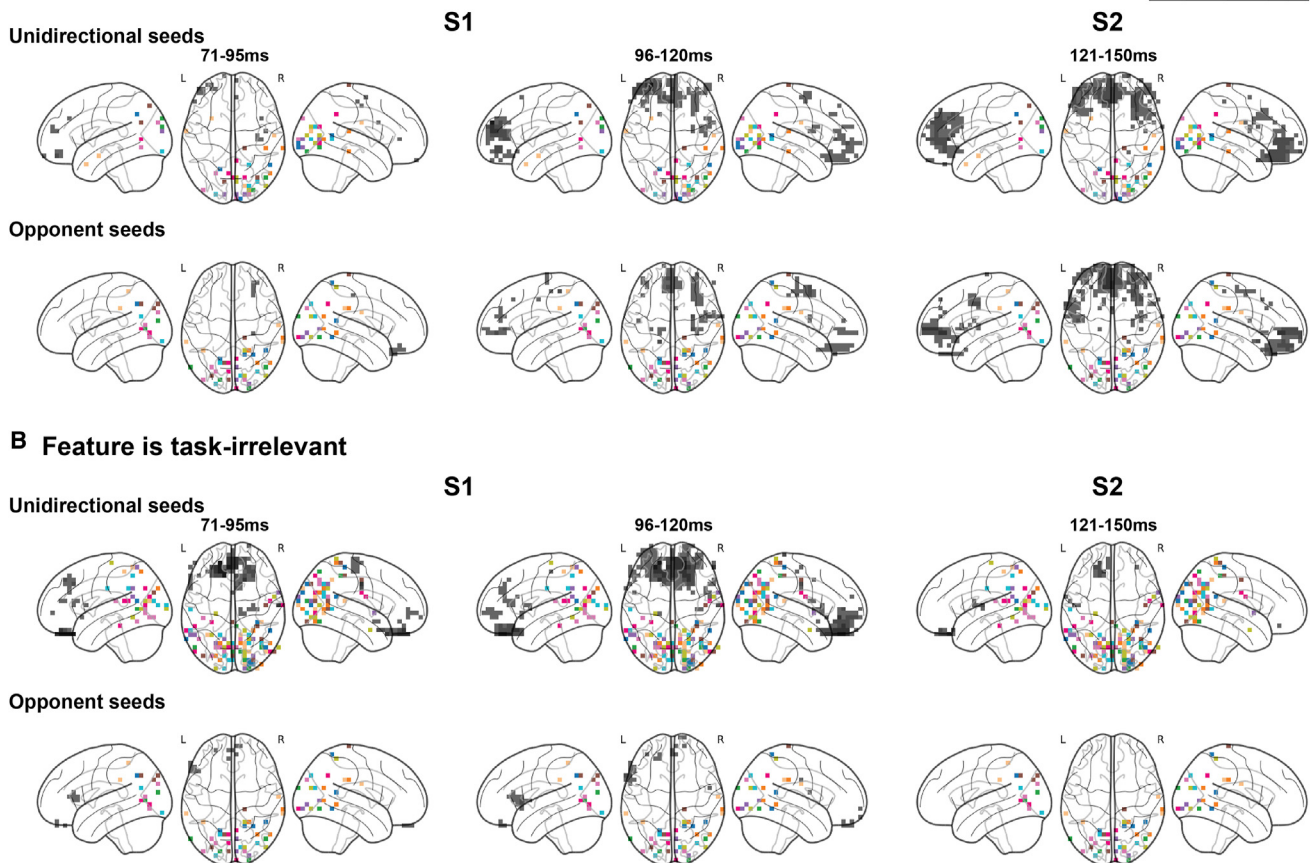 S1 S2
Unidirectional seeds
71-95ms 96-120ms 121-150ms
L R L R L R
Opponent seeds
L R L R L R
B Feature is task-irrelevant
S1 S2
Unidirectional seeds
71-95ms 96-120ms 121-150ms
L R L R L R
Opponent seeds
L R L R L R